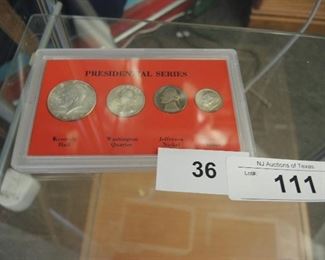 PRESIDENTIAL SERIES
Kennedy
Half
Washington
Quarter
Jefferson
Nickel
36
NJ Auctions of Texas
Lot#:
111